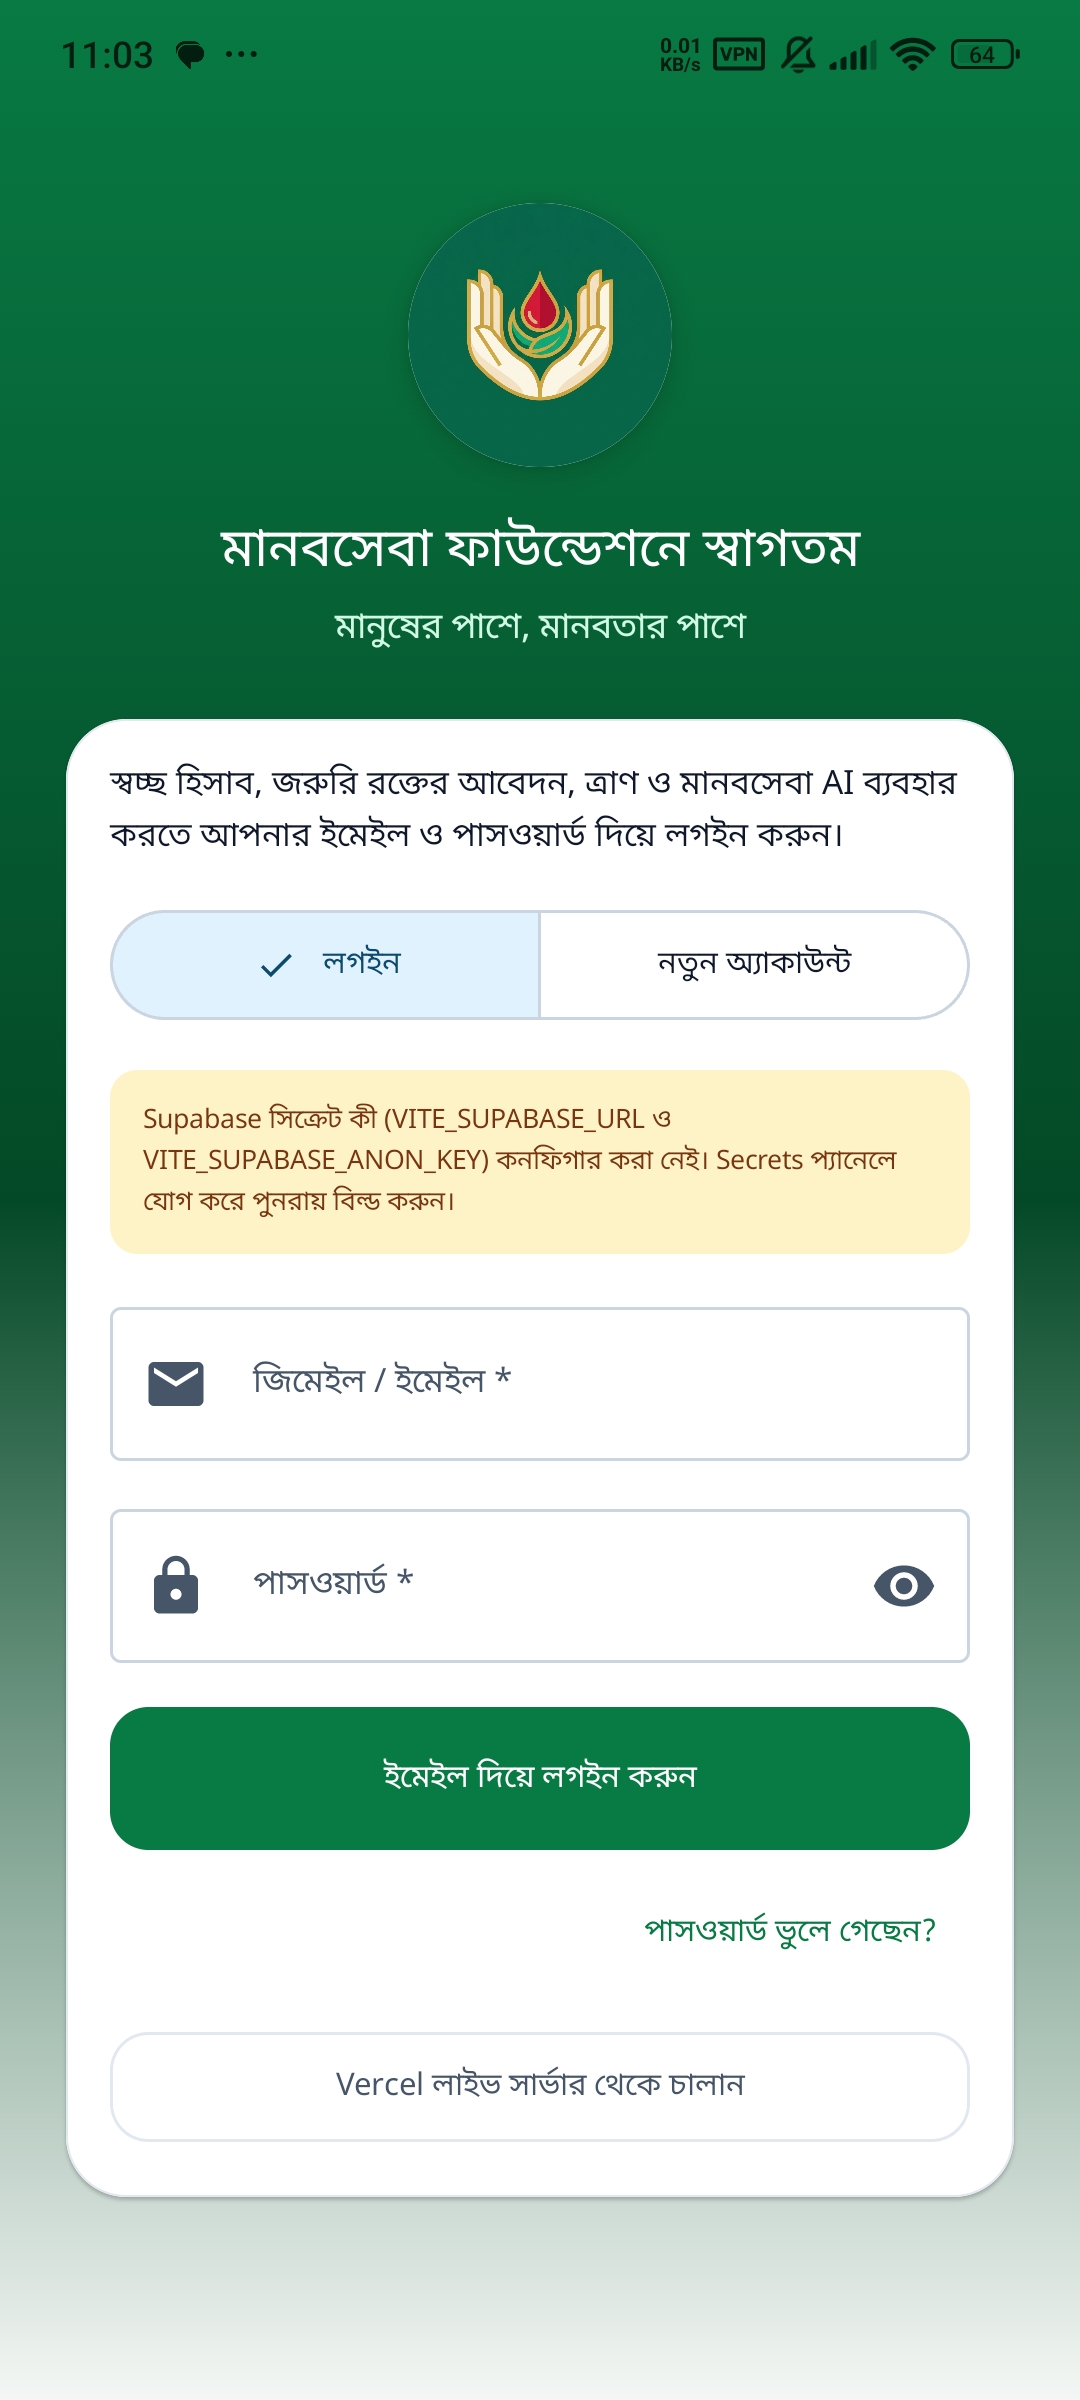 11:03
0.01 KB/s
VPN
64
মানবসেবা ফাউন্ডেশনে স্বাগতম
মানুষের পাশে, মানবতার পাশে
স্বচ্ছ হিসাব, জরুরি রক্তের আবেদন, ত্রাণ ও মানবসেবা AI ব্যবহার
করতে আপনার ইমেইল ও পাসওয়ার্ড দিয়ে লগইন করুন।
লগইন
নতুন অ্যাকাউন্ট
Supabase সিক্রেট কী (VITE_SUPABASE_URL ও
VITE_SUPABASE_ANON_KEY) কনফিগার করা নেই। Secrets প্যানেলে
যোগ করে পুনরায় বিল্ড করুন।
জিমেইল / ইমেইল *
পাসওয়ার্ড *
ইমেইল দিয়ে লগইন করুন
পাসওয়ার্ড ভুলে গেছেন?
Vercel লাইভ সার্ভার থেকে চালান